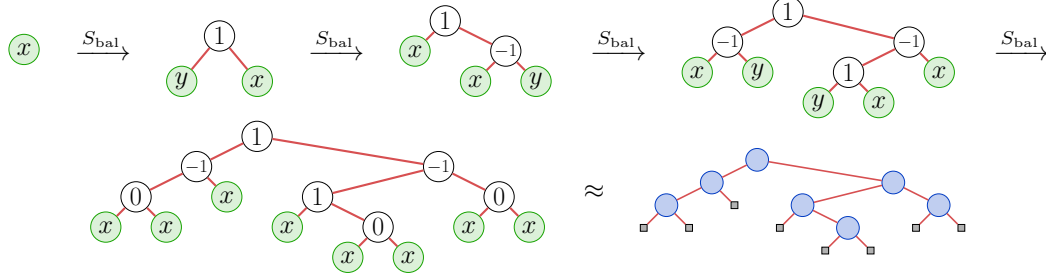 x
S_bal
1
y x
S_bal
1
x -1
x y
S_bal
1
-1 -1
x y 1 x
y x
S_bal
1
-1 -1
0 x 1 0
x x x 0 x x
x x
≈